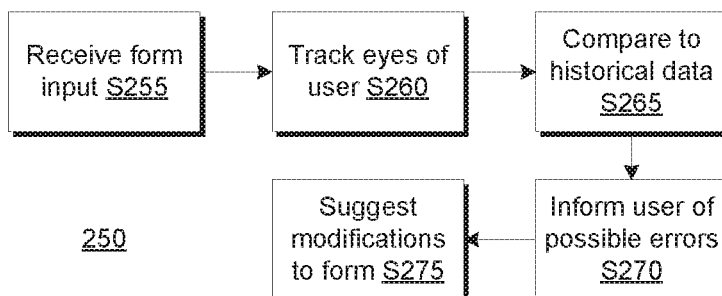 Receive form
input S255
Track eyes of
user S260
Compare to
historical data
S265
Inform user of
possible errors
S270
Suggest
modifications
to form S275
250